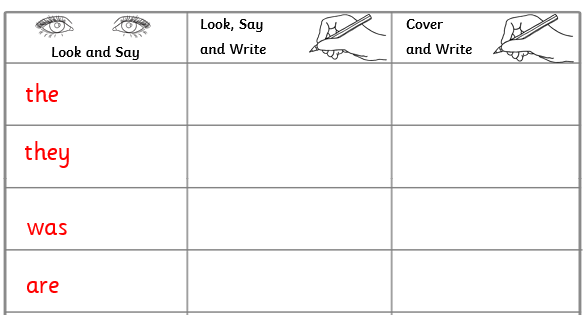 Look and Say
Look, Say
and Write
Cover
and Write
the
they
was
are